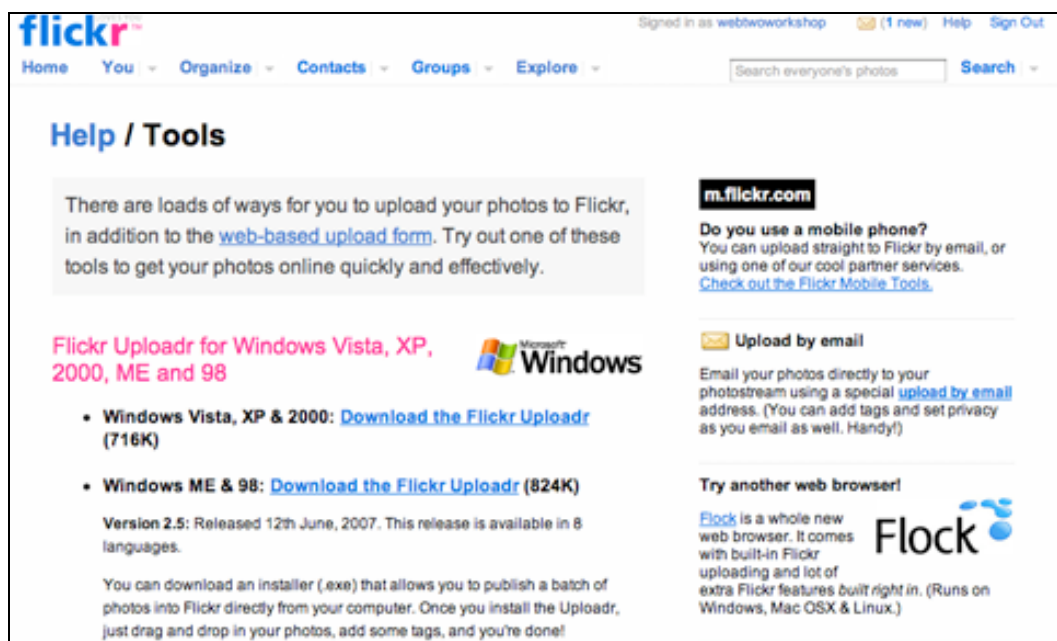 flickr™
Signed in as webtwoworkshop (1 new) Help Sign Out
Home You Organize Contacts Groups Explore
Search everyone's photos Search
Help / Tools
There are loads of ways for you to upload your photos to Flickr,
in addition to the web-based upload form. Try out one of these
tools to get your photos online quickly and effectively.
Flickr Uploadr for Windows Vista, XP,
2000, ME and 98
Microsoft
Windows
• Windows Vista, XP & 2000: Download the Flickr Uploadr
(716K)
• Windows ME & 98: Download the Flickr Uploadr (824K)
Version 2.5: Released 12th June, 2007. This release is available in 8
languages.
You can download an installer (.exe) that allows you to publish a batch of
photos into Flickr directly from your computer. Once you install the Uploadr,
just drag and drop in your photos, add some tags, and you're done!
m.flickr.com
Do you use a mobile phone?
You can upload straight to Flickr by email, or
using one of our cool partner services.
Check out the Flickr Mobile Tools.
Upload by email
Email your photos directly to your
photostream using a special upload by email
address. (You can add tags and set privacy
as you email as well. Handy!)
Try another web browser!
Flock is a whole new
web browser. It comes
with built-in Flickr
uploading and lot of
extra Flickr features built right in. (Runs on
Windows, Mac OSX & Linux.)
Flock